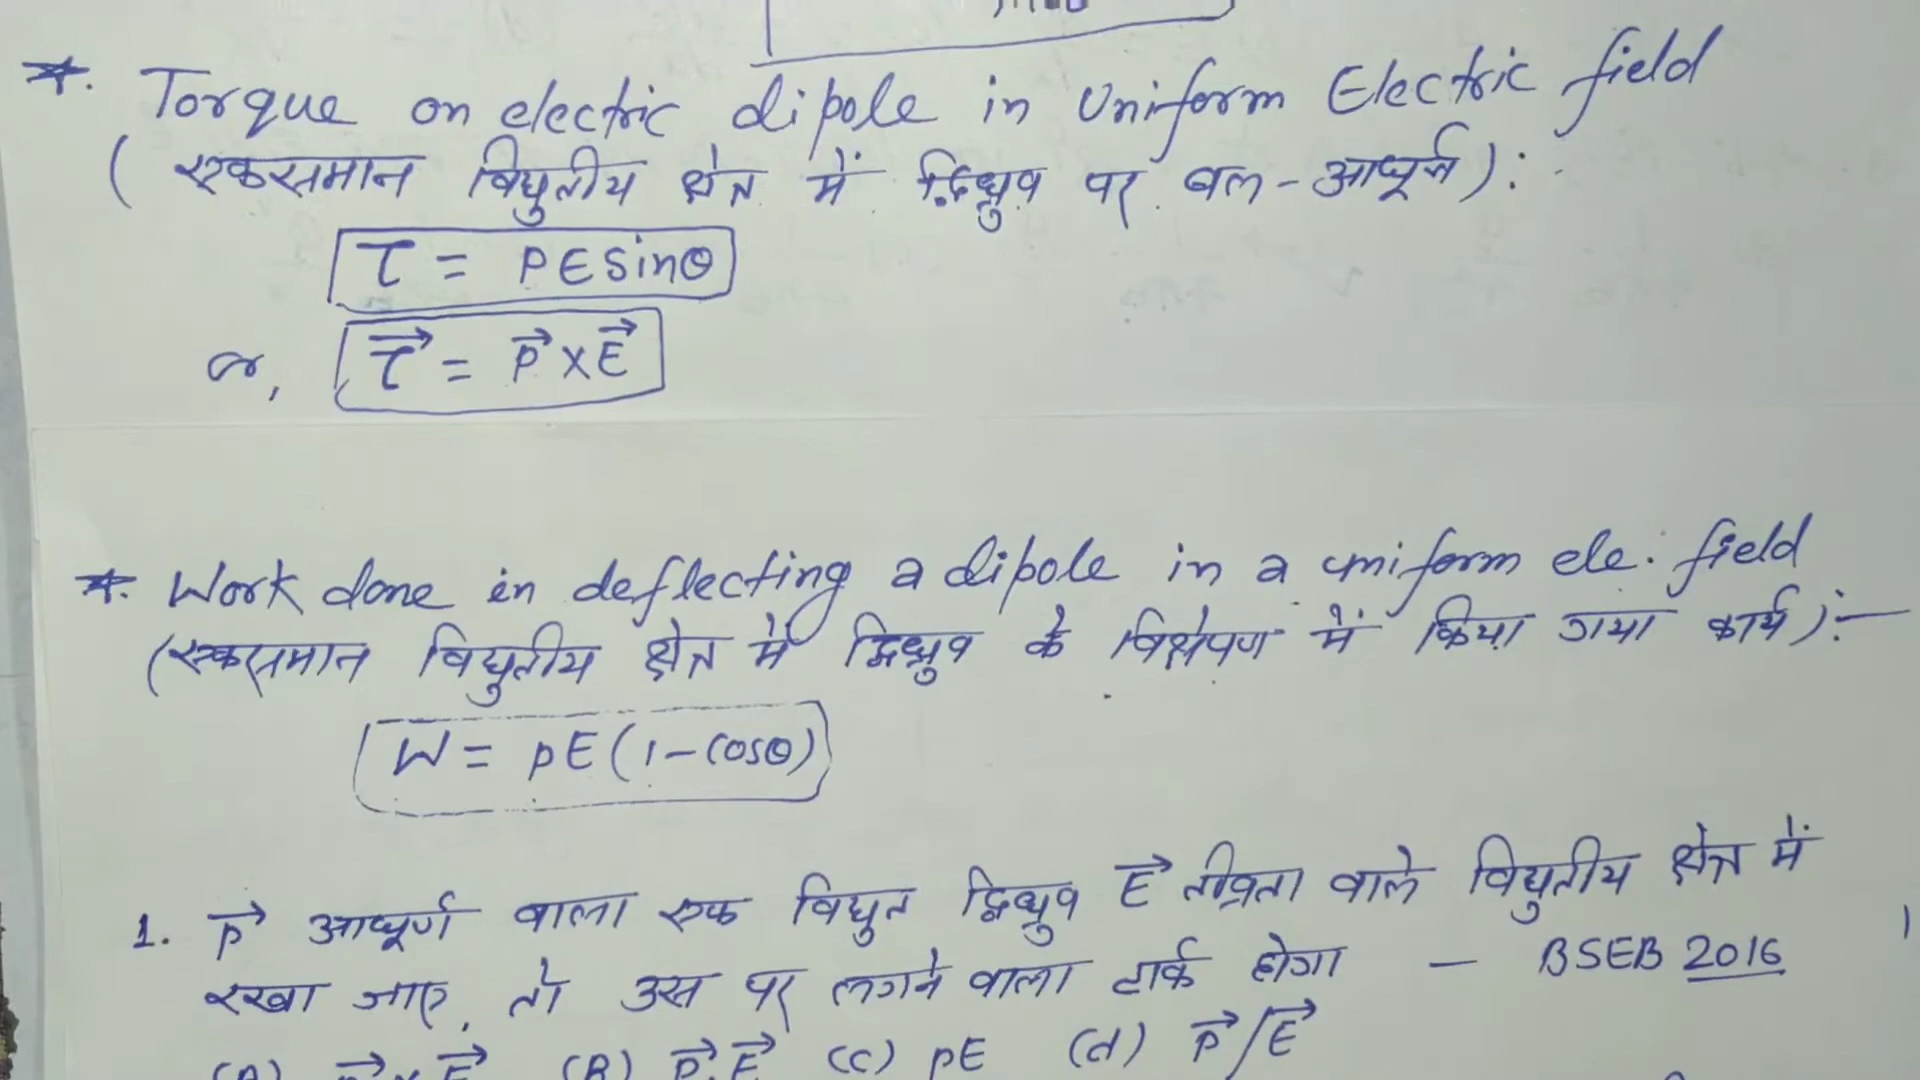 *. Torque on electric dipole in Uniform Electric field
(एकसमान विद्युतीय क्षेत्र में द्विध्रुव पर बल-आघूर्ण):
τ = PE sinθ
or, τ⃗ = P⃗ × E⃗
*. Work done in deflecting a dipole in a uniform ele. field
(एकसमान विद्युतीय क्षेत्र में द्विध्रुव के विक्षेपण में किया गया कार्य):-
W = pE(1-cosθ)
1. P⃗ आघूर्ण वाला एक विद्युत द्विध्रुव E⃗ तीव्रता वाले विद्युतीय क्षेत्र में
रखा जाए, तो उस पर लगने वाला टार्क होगा — BSEB 2016
(A) P⃗ × E⃗ (B) P⃗.E⃗ (C) PE (d) P⃗/E⃗